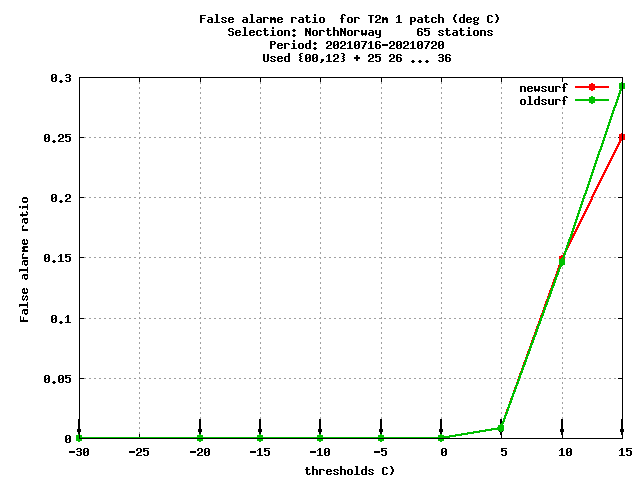 False alarme ratio  for T2m 1 patch (deg C)
Selection: NorthNorway     65 stations
Period: 20210716-20210720
Used {00,12} + 25 26 ... 36
newsurf
oldsurf
False alarme ratio
0.3
0.25
0.2
0.15
0.1
0.05
0
-30 -25 -20 -15 -10 -5 0 5 10 15
thresholds C)